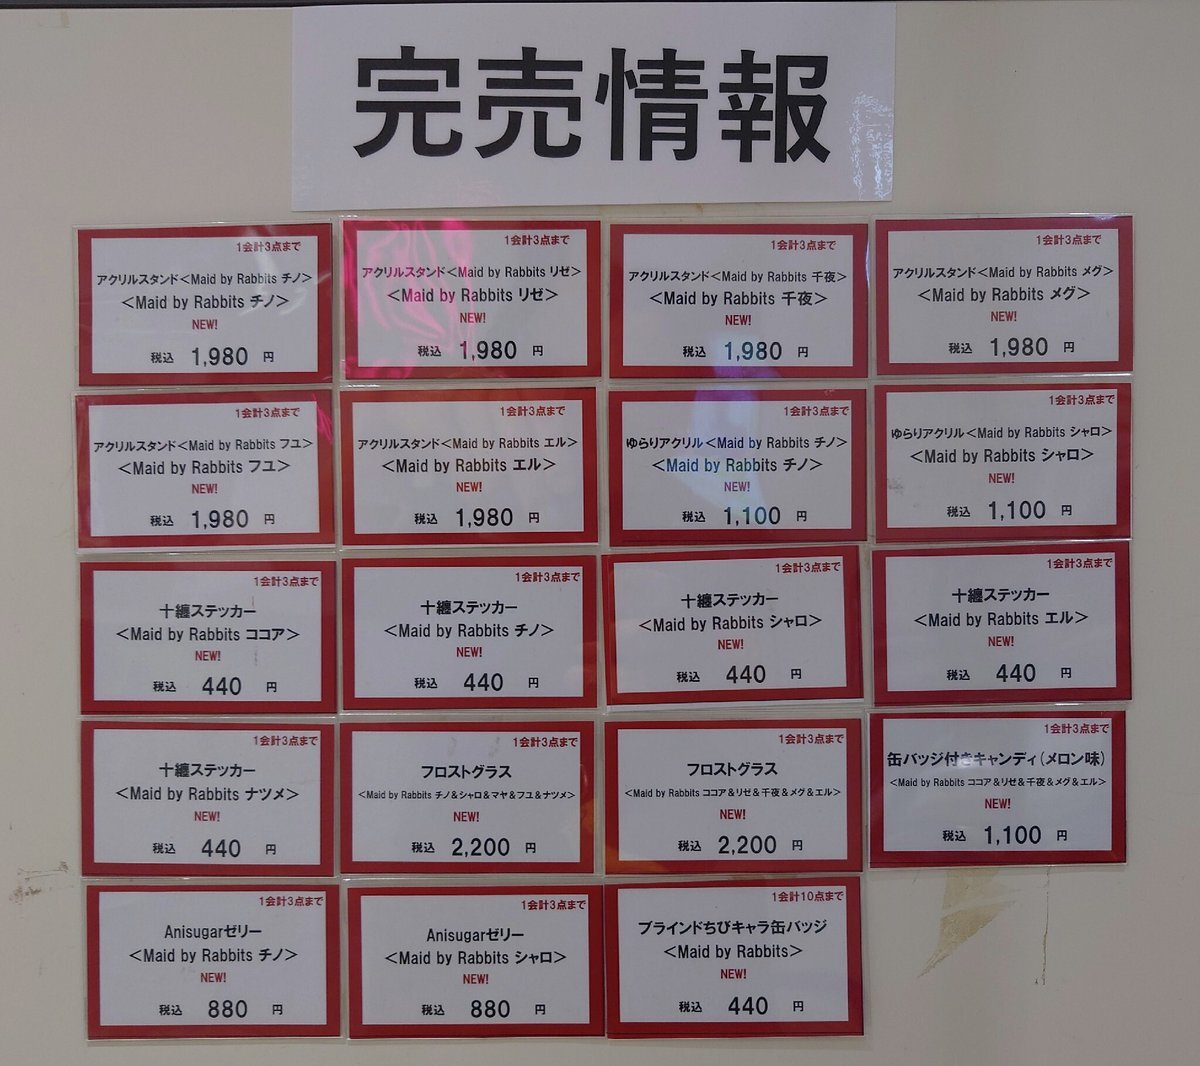 完売情報
1会計3点まで
アクリルスタンド<Maid by Rabbits チノ>
<Maid by Rabbits チノ>
NEW!
税込 1,980 円
1会計3点まで
アクリルスタンド<Maid by Rabbits リゼ>
<Maid by Rabbits リゼ>
NEW!
税込 1,980 円
1会計3点まで
アクリルスタンド<Maid by Rabbits 千夜>
<Maid by Rabbits 千夜>
NEW!
税込 1,980 円
1会計3点まで
アクリルスタンド<Maid by Rabbits メグ>
<Maid by Rabbits メグ>
NEW!
税込 1,980 円
1会計3点まで
アクリルスタンド<Maid by Rabbits フユ>
<Maid by Rabbits フユ>
NEW!
税込 1,980 円
1会計3点まで
アクリルスタンド<Maid by Rabbits エル>
<Maid by Rabbits エル>
NEW!
税込 1,980 円
1会計3点まで
ゆらりアクリル<Maid by Rabbits チノ>
<Maid by Rabbits チノ>
NEW!
税込 1,100 円
1会計3点まで
ゆらりアクリル<Maid by Rabbits シャロ>
<Maid by Rabbits シャロ>
NEW!
税込 1,100 円
1会計3点まで
十纏ステッカー
<Maid by Rabbits ココア>
NEW!
税込 440 円
1会計3点まで
十纏ステッカー
<Maid by Rabbits チノ>
NEW!
税込 440 円
1会計3点まで
十纏ステッカー
<Maid by Rabbits シャロ>
NEW!
税込 440 円
1会計3点まで
十纏ステッカー
<Maid by Rabbits エル>
NEW!
税込 440 円
1会計3点まで
十纏ステッカー
<Maid by Rabbits ナツメ>
NEW!
税込 440 円
1会計3点まで
フロストグラス
<Maid by Rabbits チノ&シャロ&マヤ&フユ&ナツメ>
NEW!
税込 2,200 円
1会計3点まで
フロストグラス
<Maid by Rabbits ココア&リゼ&千夜&メグ&エル>
NEW!
税込 2,200 円
1会計3点まで
缶バッジ付きキャンディ(メロン味)
<Maid by Rabbits ココア&リゼ&千夜&メグ&エル>
NEW!
税込 1,100 円
1会計3点まで
Anisugarゼリー
<Maid by Rabbits チノ>
NEW!
税込 880 円
1会計3点まで
Anisugarゼリー
<Maid by Rabbits シャロ>
NEW!
税込 880 円
1会計10点まで
ブラインドちびキャラ缶バッジ
<Maid by Rabbits>
NEW!
税込 440 円